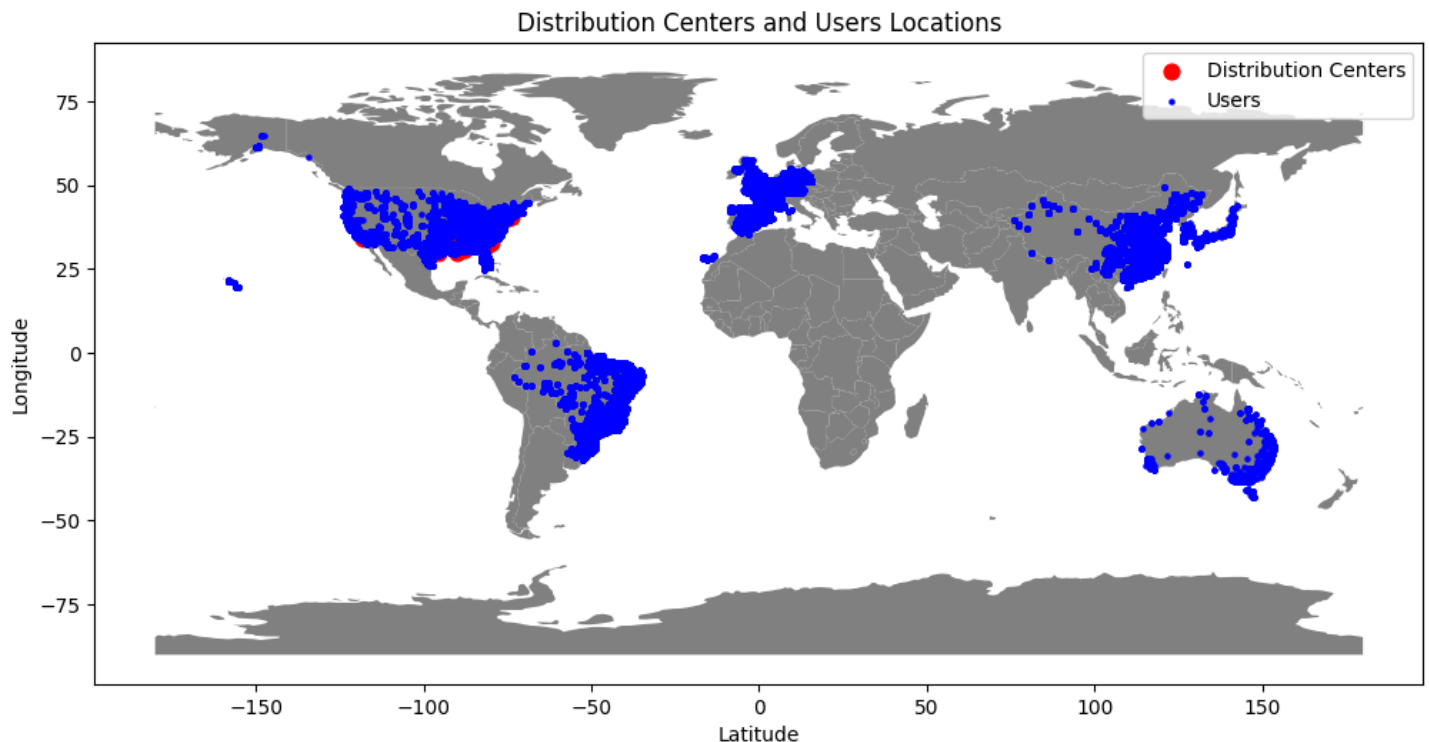 Distribution Centers and Users Locations
Distribution Centers
Users
75
50
25
0
−25
−50
−75
Longitude
−150
−100
−50
0
50
100
150
Latitude